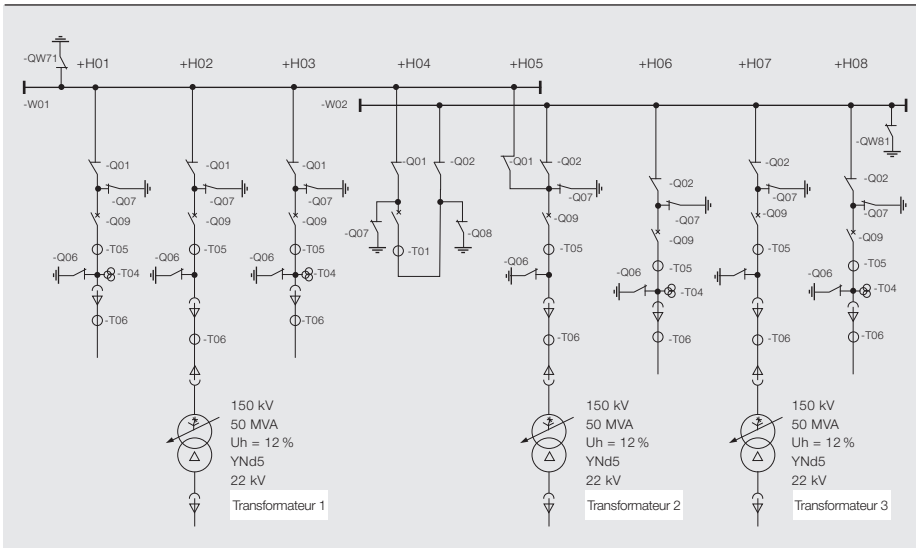 -QW71
+H01
+H02
+H03
+H04
+H05
+H06
+H07
+H08
-W01
-W02
-QW81
-Q01
-Q07
-Q09
-T05
-Q06
-T04
-T06
-Q01
-Q07
-Q09
-T05
-Q06
-T06
-Q01
-Q07
-Q09
-T05
-Q06
-T04
-T06
-Q01
-Q02
-Q07
-Q08
-T01
-Q01
-Q02
-Q07
-Q09
-T05
-Q06
-T06
-Q02
-Q07
-Q09
-T05
-Q06
-T04
-T06
-Q02
-Q07
-Q09
-T05
-Q06
-T06
-Q02
-Q07
-Q09
-T05
-Q06
-T04
-T06
150 kV
50 MVA
Uh = 12 %
YNd5
22 kV
Transformateur 1
150 kV
50 MVA
Uh = 12 %
YNd5
22 kV
Transformateur 2
150 kV
50 MVA
Uh = 12 %
YNd5
22 kV
Transformateur 3